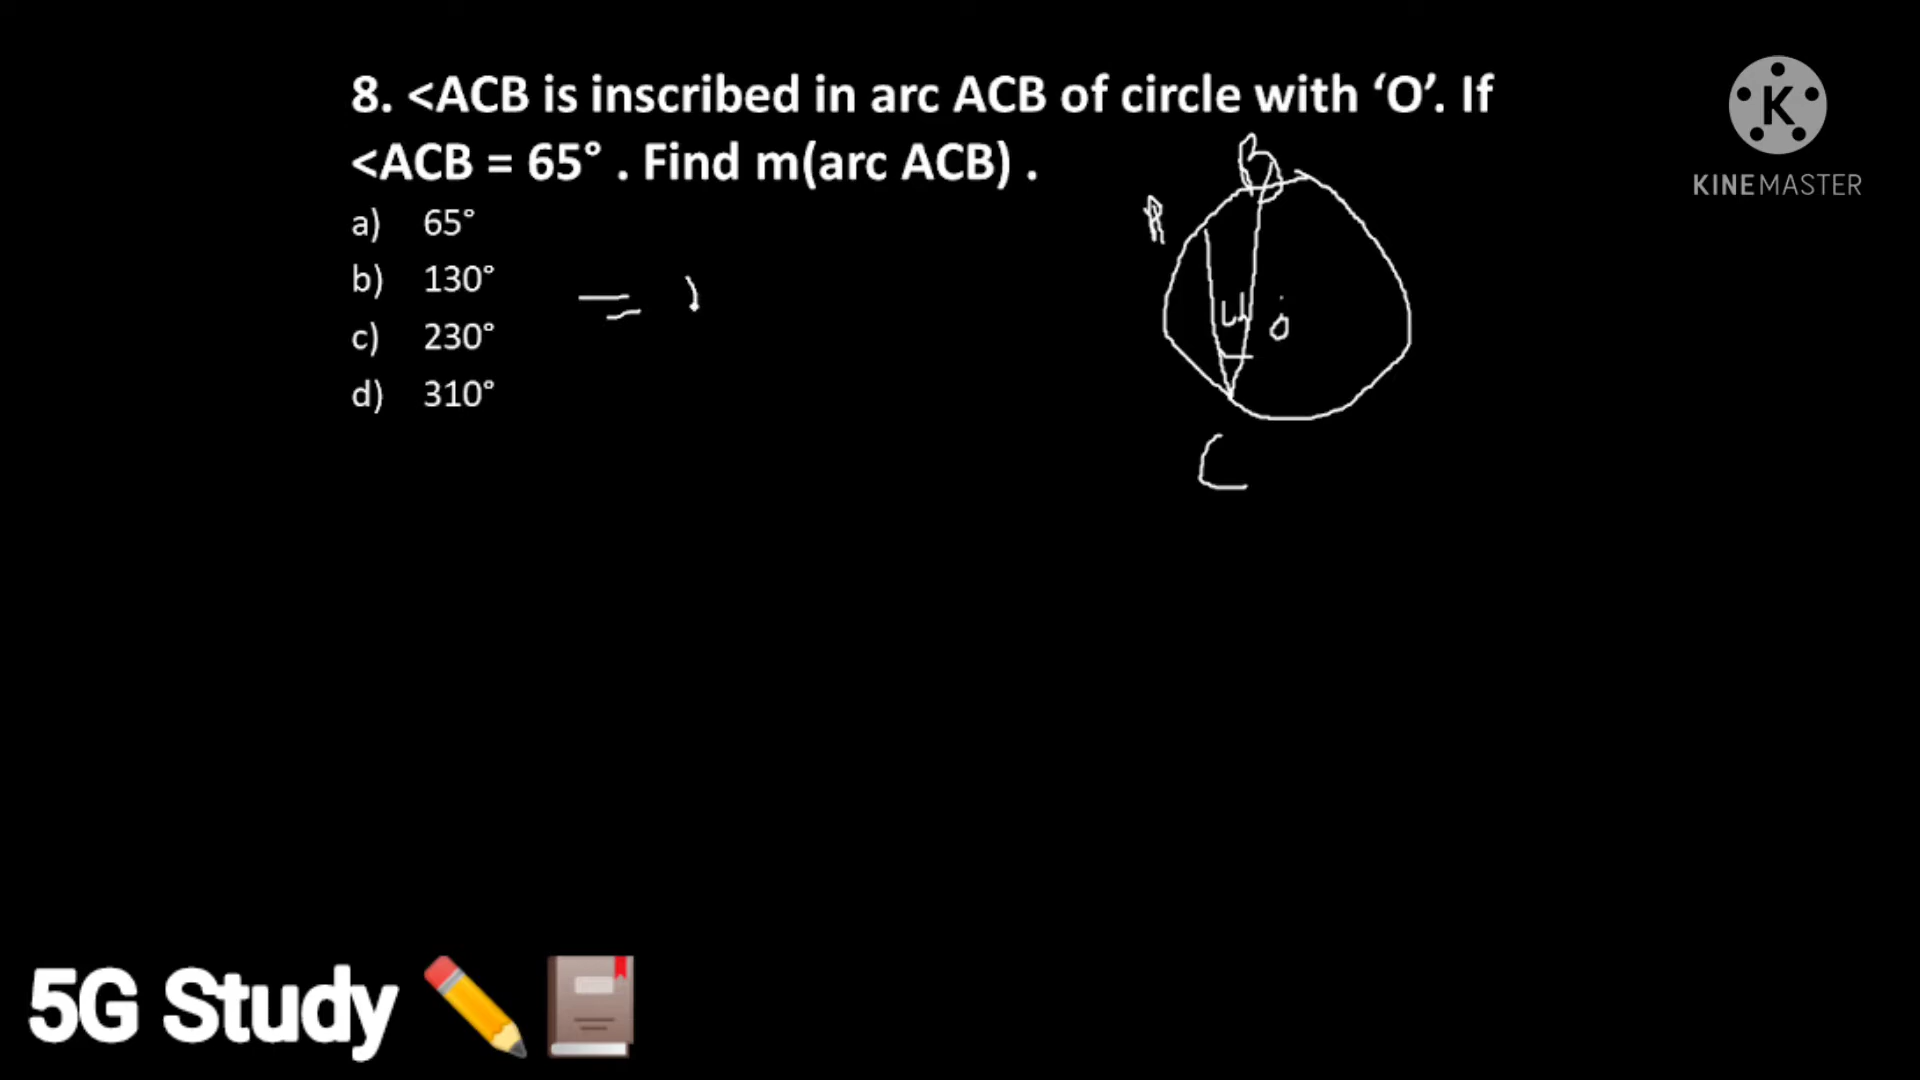 8. <ACB is inscribed in arc ACB of circle with ‘O’. If
<ACB = 65° . Find m(arc ACB) .
a) 65°
b) 130°
c) 230°
d) 310°
=
B
A
O
C
K
KINEMASTER
5G Study